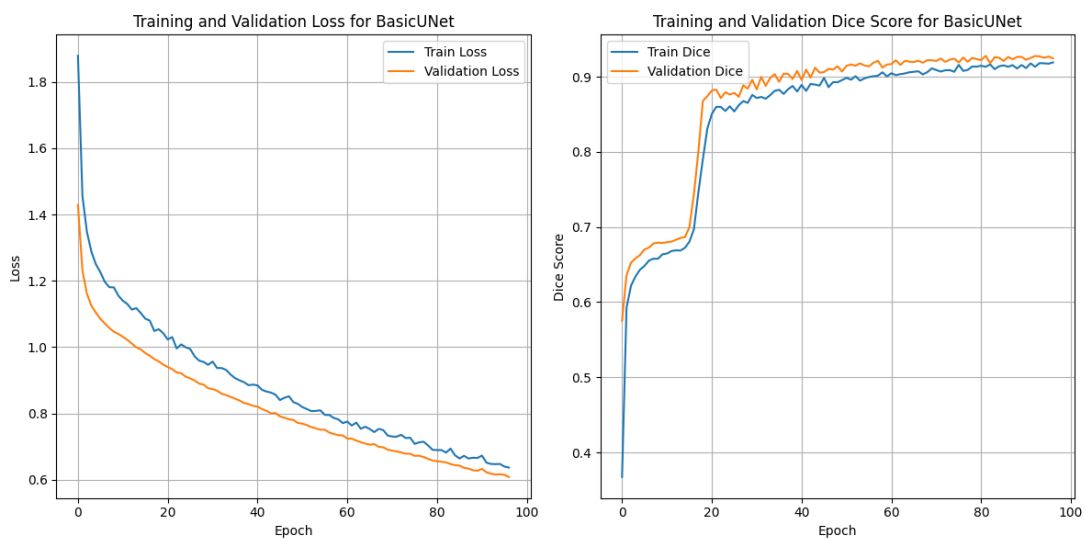 Training and Validation Loss for BasicUNet
Train Loss
Validation Loss
1.8
1.6
1.4
1.2
1.0
0.8
0.6
Loss
0
20
40
60
80
100
Epoch
Training and Validation Dice Score for BasicUNet
Train Dice
Validation Dice
0.9
0.8
0.7
0.6
0.5
0.4
Dice Score
0
20
40
60
80
100
Epoch